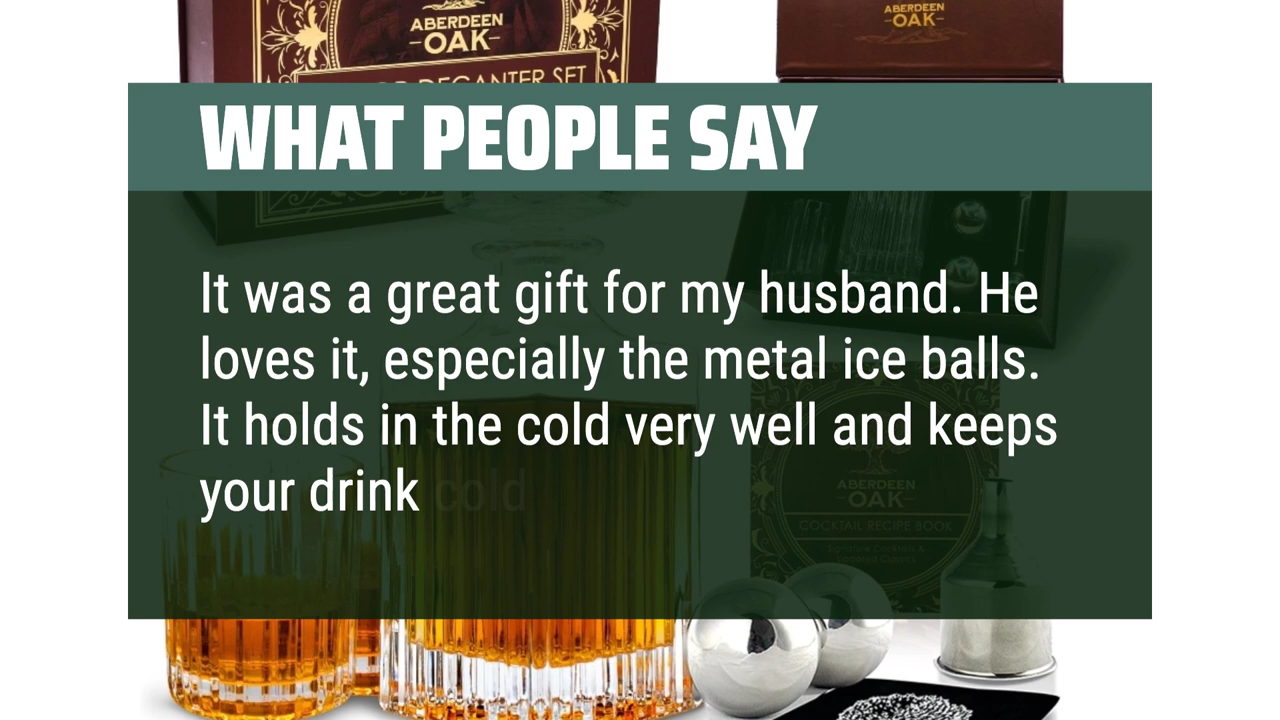 ABERDEEN
OAK
ABERDEEN
OAK
DECANTER SET
WHAT PEOPLE SAY
It was a great gift for my husband. He
loves it, especially the metal ice balls.
It holds in the cold very well and keeps
your drink cold
ABERDEEN
OAK
COCKTAIL RECIPE BOOK